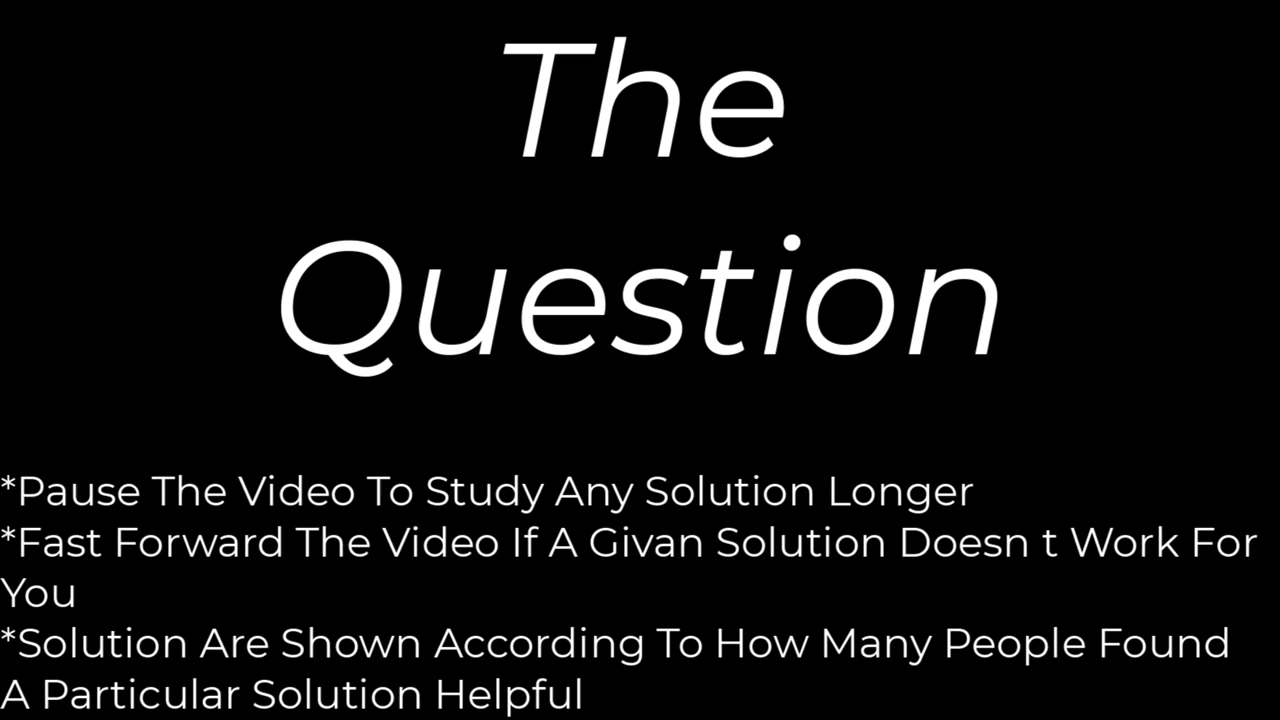 The
Question
*Pause The Video To Study Any Solution Longer
*Fast Forward The Video If A Givan Solution Doesn t Work For
You
*Solution Are Shown According To How Many People Found
A Particular Solution Helpful